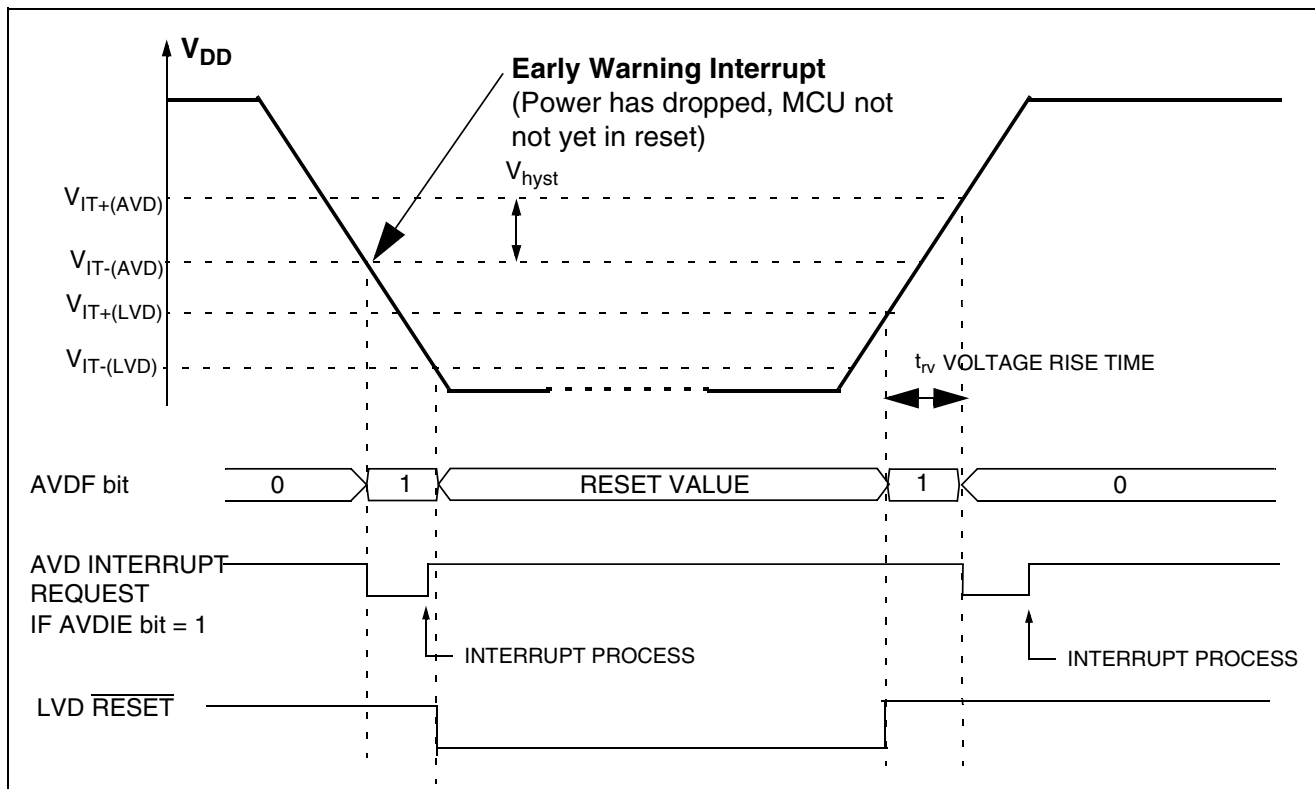 VDD
Early Warning Interrupt
(Power has dropped, MCU not
not yet in reset)
Vhyst
VIT+(AVD)
VIT-(AVD)
VIT+(LVD)
VIT-(LVD)
trv VOLTAGE RISE TIME
AVDF bit
0
1
RESET VALUE
1
0
AVD INTERRUPT
REQUEST
IF AVDIE bit = 1
INTERRUPT PROCESS
INTERRUPT PROCESS
LVD RESET